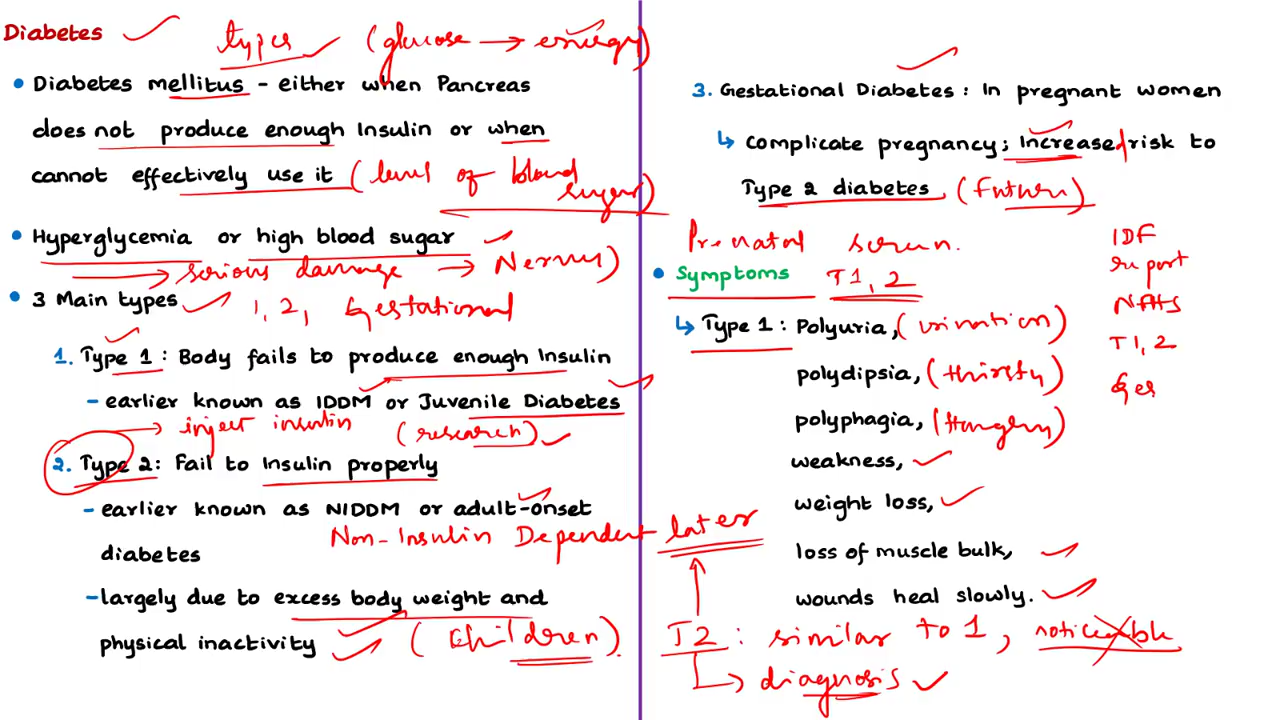 Diabetes
types (glucose → energy)
• Diabetes mellitus - either when Pancreas
does not produce enough Insulin or when
cannot effectively use it (level of blood
sugar)
• Hyperglycemia or high blood sugar
→ serious damage → Nerves)
• 3 Main types 1, 2, Gestational
1. Type 1: Body fails to produce enough Insulin
- earlier known as IDDM or Juvenile Diabetes
→ inject insulin (research)
2. Type 2: Fail to Insulin properly
- earlier known as NIDDM or adult-onset
Non-Insulin Dependent
diabetes
- largely due to excess body weight and
physical inactivity (Children)
3. Gestational Diabetes: In pregnant women
↳ Complicate pregnancy; Increased risk to
Type 2 diabetes (Future)
Prenatal screen.
• Symptoms T1, 2
↳ Type 1: Polyuria, (urination)
polydipsia, (thirsty)
polyphagia, (Hungry)
weakness,
weight loss,
loss of muscle bulk,
wounds heal slowly.
later
T2: similar to 1, noticeable
→ diagnosis
IDF
report
T1, 2
Ges